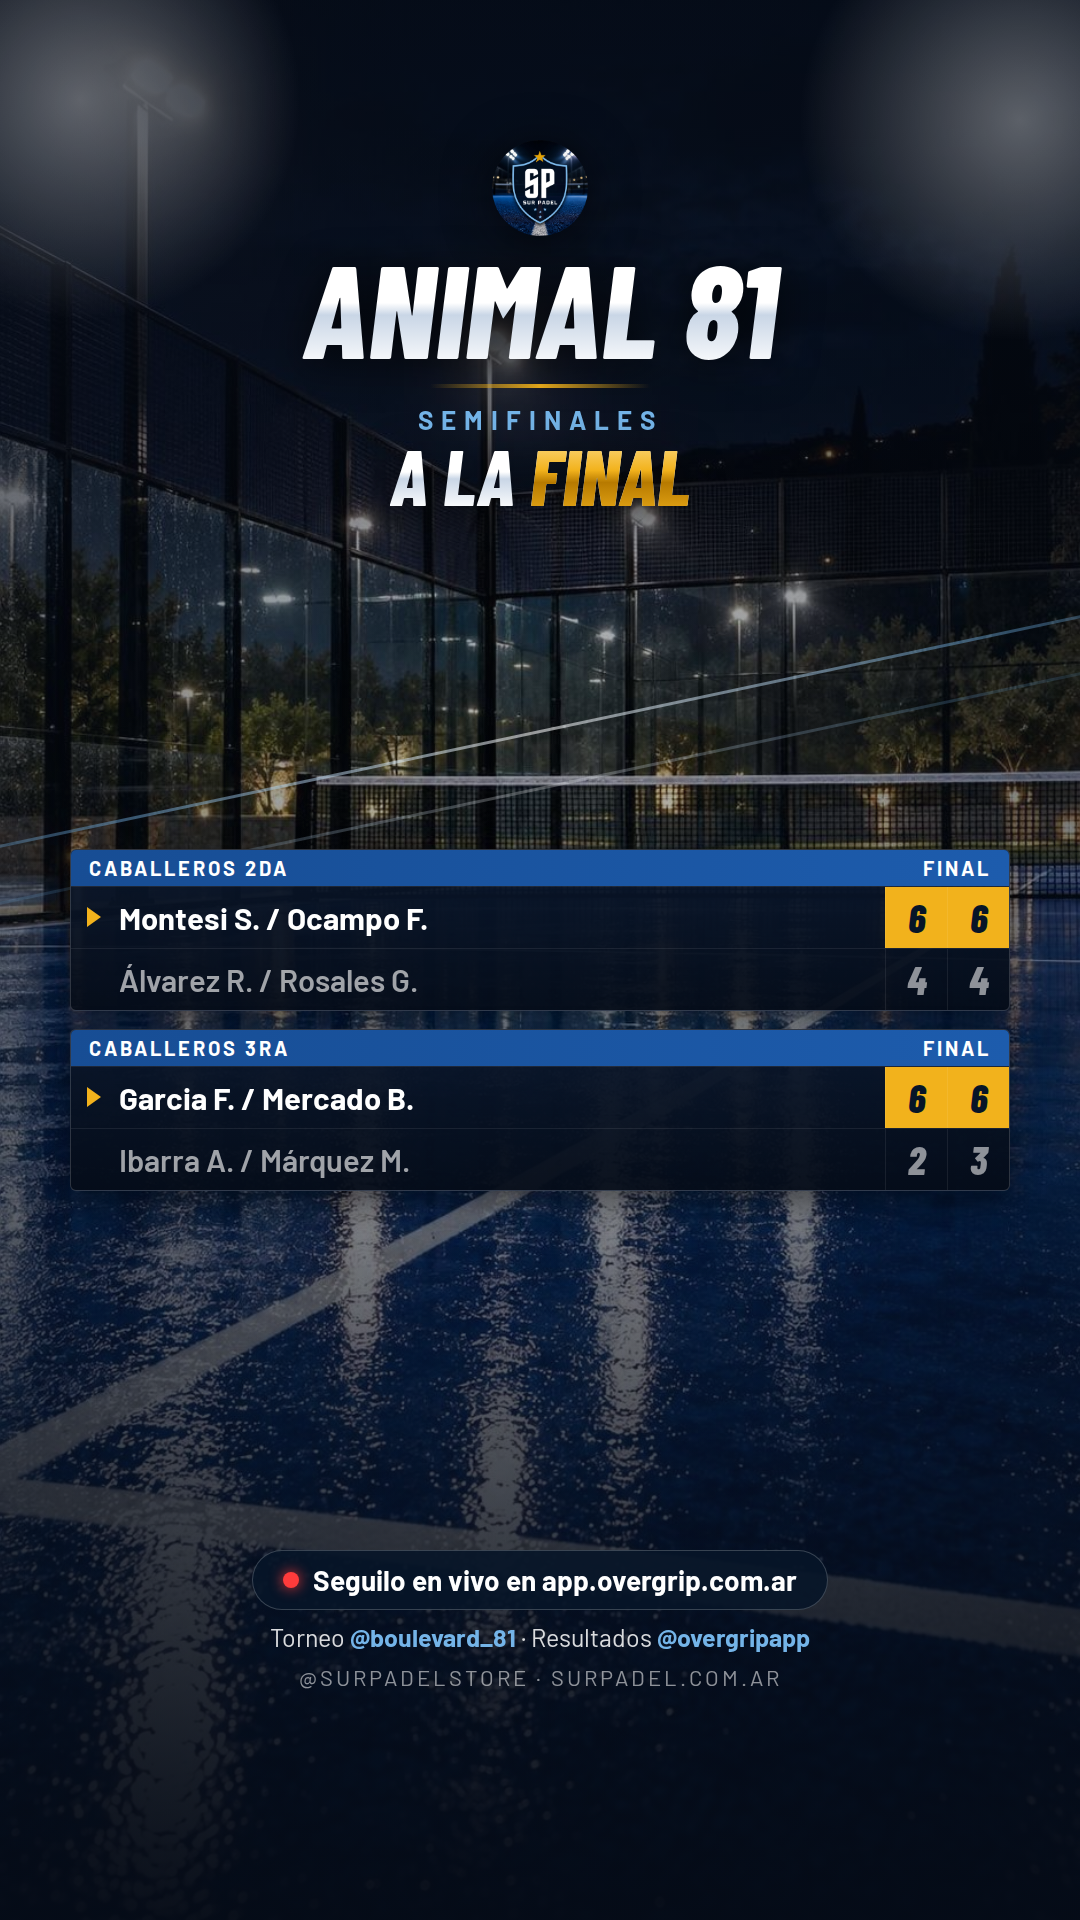 SP
SUR PADEL
ANIMAL 81
SEMIFINALES
A LA FINAL
CABALLEROS 2DA FINAL
Montesi S. / Ocampo F. 6 6
Álvarez R. / Rosales G. 4 4
CABALLEROS 3RA FINAL
Garcia F. / Mercado B. 6 6
Ibarra A. / Márquez M. 2 3
Seguilo en vivo en app.overgrip.com.ar
Torneo @boulevard_81 · Resultados @overgripapp
@SURPADELSTORE · SURPADEL.COM.AR